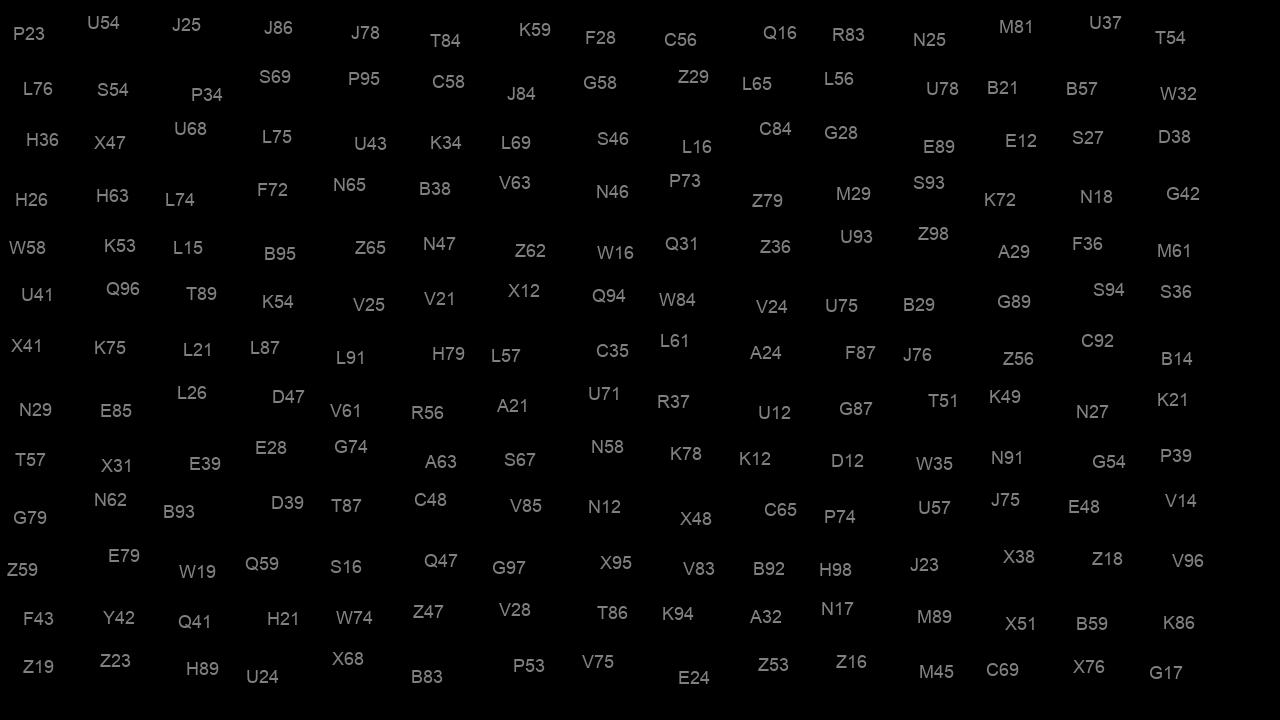 P23 U54 J25 J86 J78 T84 K59 F28 C56 Q16 R83 N25 M81 U37 T54
L76 S54 P34 S69 P95 C58 J84 G58 Z29 L65 L56 U78 B21 B57 W32
H36 X47 U68 L75 U43 K34 L69 S46 L16 C84 G28 E89 E12 S27 D38
H26 H63 L74 F72 N65 B38 V63 N46 P73 Z79 M29 S93 K72 N18 G42
W58 K53 L15 B95 Z65 N47 Z62 W16 Q31 Z36 U93 Z98 A29 F36 M61
U41 Q96 T89 K54 V25 V21 X12 Q94 W84 V24 U75 B29 G89 S94 S36
X41 K75 L21 L87 L91 H79 L57 C35 L61 A24 F87 J76 Z56 C92 B14
N29 E85 L26 D47 V61 R56 A21 U71 R37 U12 G87 T51 K49 N27 K21
T57 X31 E39 E28 G74 A63 S67 N58 K78 K12 D12 W35 N91 G54 P39
G79 N62 B93 D39 T87 C48 V85 N12 X48 C65 P74 U57 J75 E48 V14
Z59 E79 W19 Q59 S16 Q47 G97 X95 V83 B92 H98 J23 X38 Z18 V96
F43 Y42 Q41 H21 W74 Z47 V28 T86 K94 A32 N17 M89 X51 B59 K86
Z19 Z23 H89 U24 X68 B83 P53 V75 E24 Z53 Z16 M45 C69 X76 G17